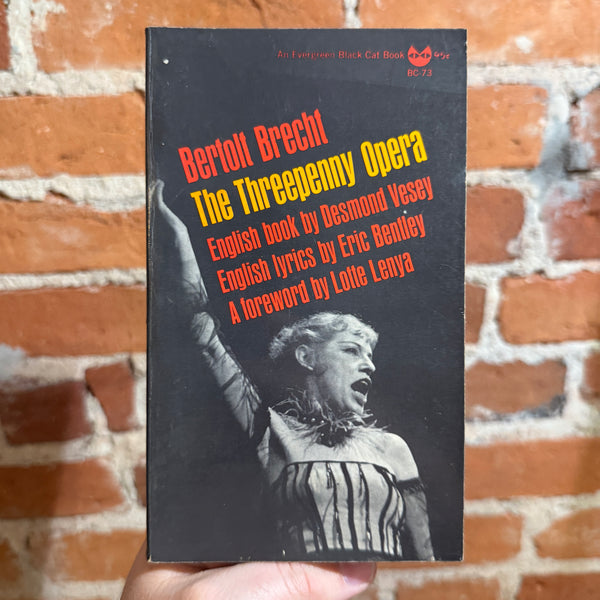 An Evergreen Black Cat Book 95¢
BC-73
Bertolt Brecht
The Threepenny Opera
English book by Desmond Vesey
English lyrics by Eric Bentley
A foreword by Lotte Lenya